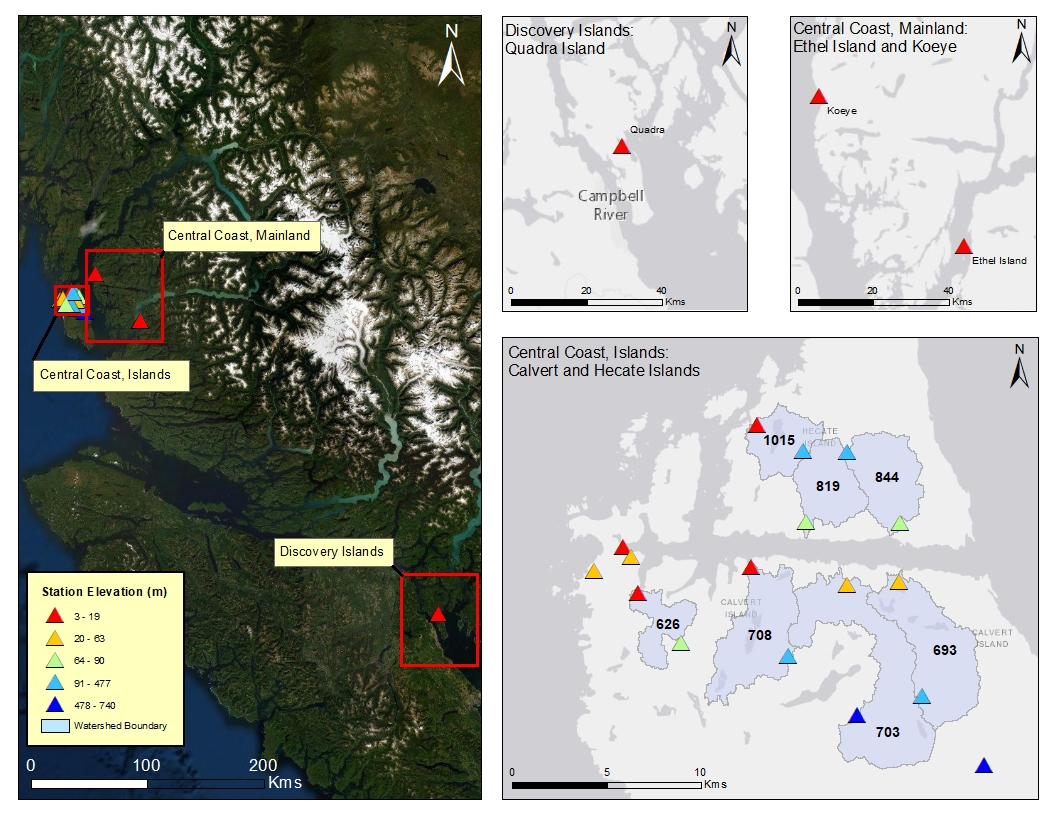 N
Central Coast, Mainland
Central Coast, Islands
Discovery Islands
Station Elevation (m)
3 - 19
20 - 63
64 - 90
91 - 477
478 - 740
Watershed Boundary
0 100 200
Kms
Discovery Islands:
Quadra Island
N
Quadra
Campbell
River
0 20 40
Kms
Central Coast, Mainland:
Ethel Island and Koeye
N
Koeye
Ethel Island
0 20 40
Kms
Central Coast, Islands:
Calvert and Hecate Islands
N
HECATE
ISLAND
1015
819
844
CALVERT
ISLAND
626
708
CALVERT
ISLAND
693
703
0 5 10
Kms